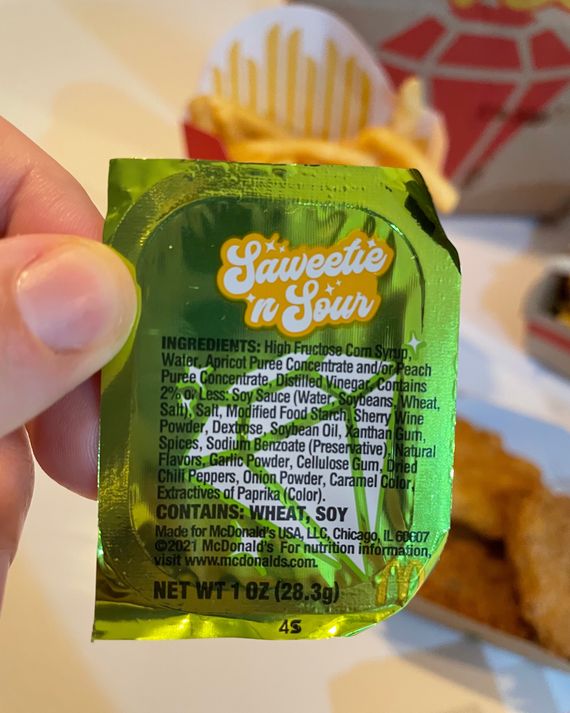 Saweetie
'n Sour
INGREDIENTS: High Fructose Corn Syrup,
Water, Apricot Puree Concentrate and/or Peach
Puree Concentrate, Distilled Vinegar, Contains
2% or Less: Soy Sauce (Water, Soybeans, Wheat,
Salt), Salt, Modified Food Starch, Sherry Wine
Powder, Dextrose, Soybean Oil, Xanthan Gum,
Spices, Sodium Benzoate (Preservative), Natural
Flavors, Garlic Powder, Cellulose Gum, Dried
Chili Peppers, Onion Powder, Caramel Color,
Extractives of Paprika (Color).
CONTAINS: WHEAT, SOY
Made for McDonald's USA, LLC, Chicago, IL 60607
©2021 McDonald's For nutrition information,
visit www.mcdonalds.com.
NET WT 1 OZ (28.3g)
4S